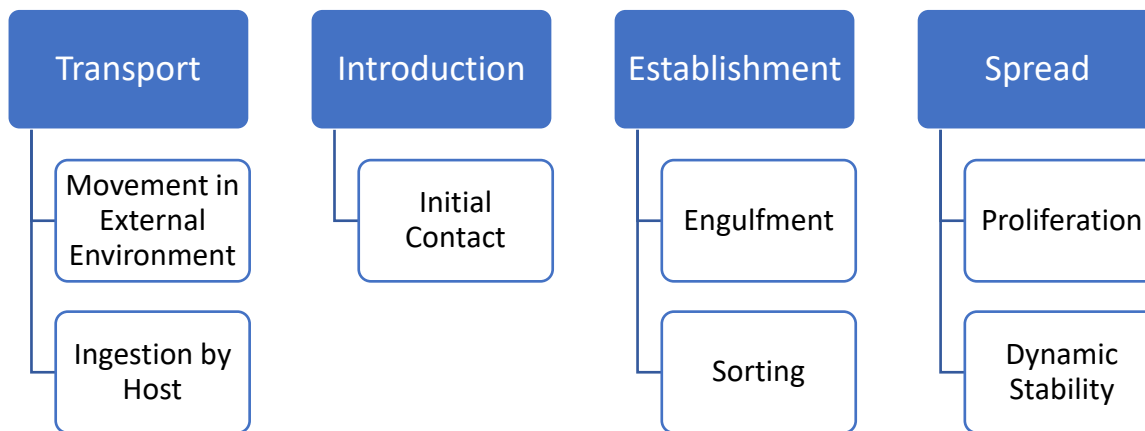 Transport
Movement in
External
Environment
Ingestion by
Host
Introduction
Initial
Contact
Establishment
Engulfment
Sorting
Spread
Proliferation
Dynamic
Stability